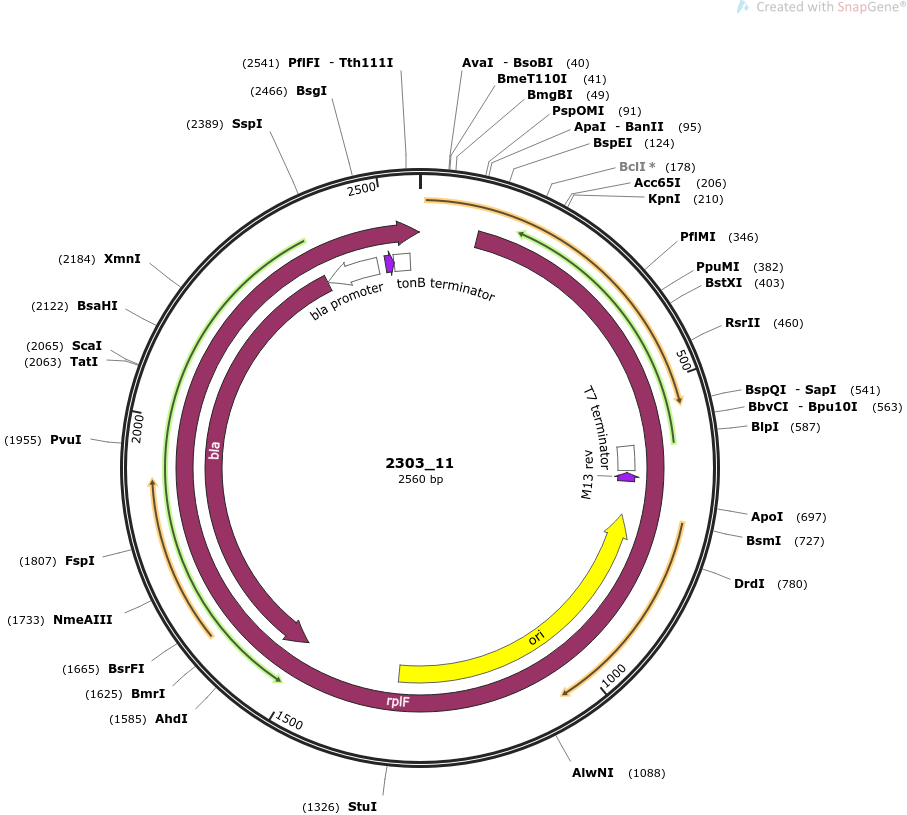 Created with SnapGene®
(2541) PflFI - Tth111I
(2466) BsgI
(2389) SspI
AvaI - BsoBI (40)
BmeT110I (41)
BmgBI (49)
PspOMI (91)
ApaI - BanII (95)
BspEI (124)
BclI * (178)
Acc65I (206)
KpnI (210)
PflMI (346)
PpuMI (382)
BstXI (403)
RsrII (460)
BspQI - SapI (541)
BbvCI - Bpu10I (563)
BlpI (587)
ApoI (697)
BsmI (727)
DrdI (780)
AlwNI (1088)
(1326) StuI
(1585) AhdI
(1625) BmrI
(1665) BsrFI
(1733) NmeAIII
(1807) FspI
(1955) PvuI
(2063) TatI
(2065) ScaI
(2122) BsaHI
(2184) XmnI
2500
500
1000
1500
2000
bla promoter
tonB terminator
T7 terminator
M13 rev
bla
ori
rplF
2303_11
2560 bp